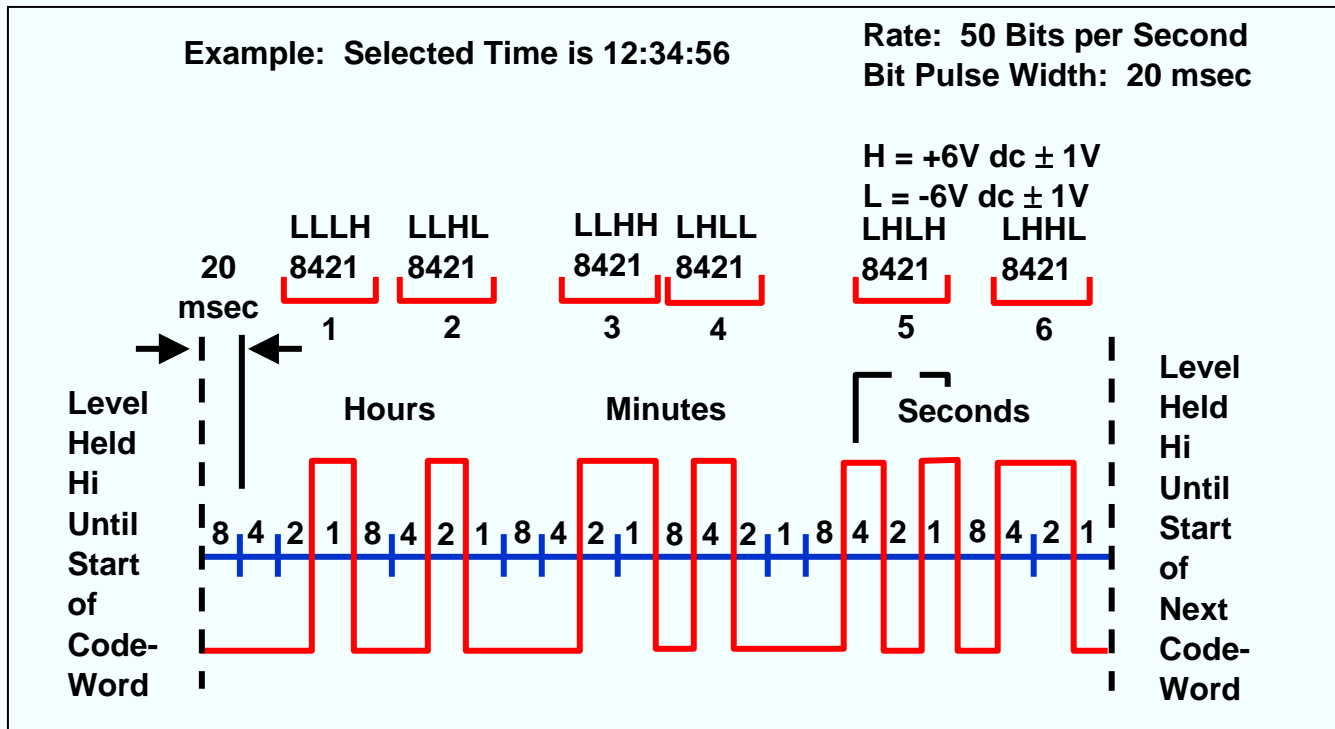 Example: Selected Time is 12:34:56
Rate: 50 Bits per Second
Bit Pulse Width: 20 msec
H = +6V dc ± 1V
L = -6V dc ± 1V
LLLH LLHL LLHH LHLL LHLH LHHL
8421 8421 8421 8421 8421 8421
1 2 3 4 5 6
20
msec
Hours Minutes Seconds
Level
Held
Hi
Until
Start
of
Code-
Word
8 4 2 1 8 4 2 1 8 4 2 1 8 4 2 1 8 4 2 1 8 4 2 1
Level
Held
Hi
Until
Start
of
Next
Code-
Word